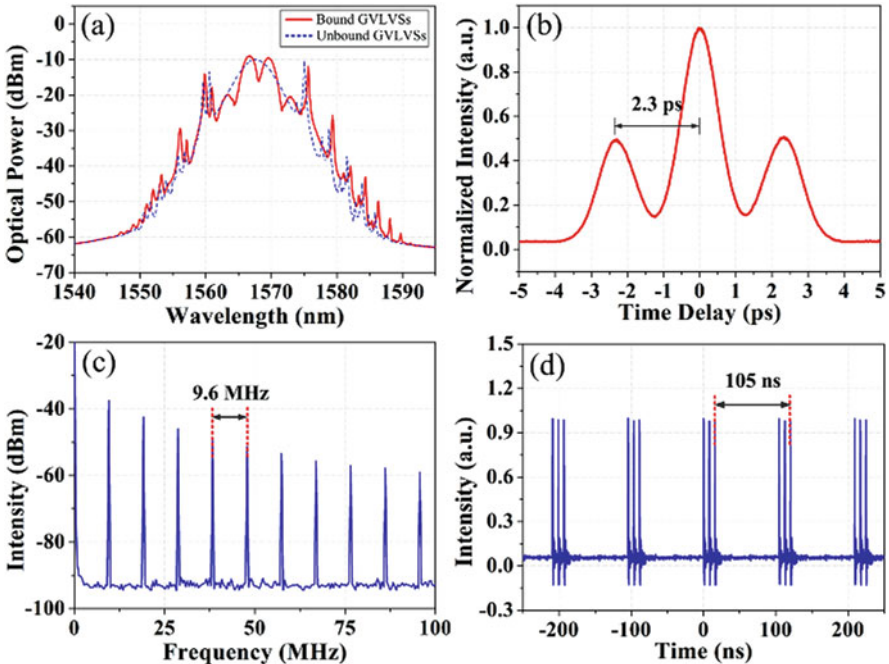 (a)
Bound GVLVSs
Unbound GVLVSs
Optical Power (dBm)
0
-10
-20
-30
-40
-50
-60
-70
1540 1550 1560 1570 1580 1590
Wavelength (nm)
(b)
2.3 ps
Normalized Intensity (a.u.)
1.0
0.8
0.6
0.4
0.2
0.0
-5 -4 -3 -2 -1 0 1 2 3 4 5
Time Delay (ps)
(c)
9.6 MHz
Intensity (dBm)
-20
-40
-60
-80
-100
0 25 50 75 100
Frequency (MHz)
(d)
105 ns
Intensity (a.u.)
1.5
1.2
0.9
0.6
0.3
0.0
-0.3
-200 -100 0 100 200
Time (ns)